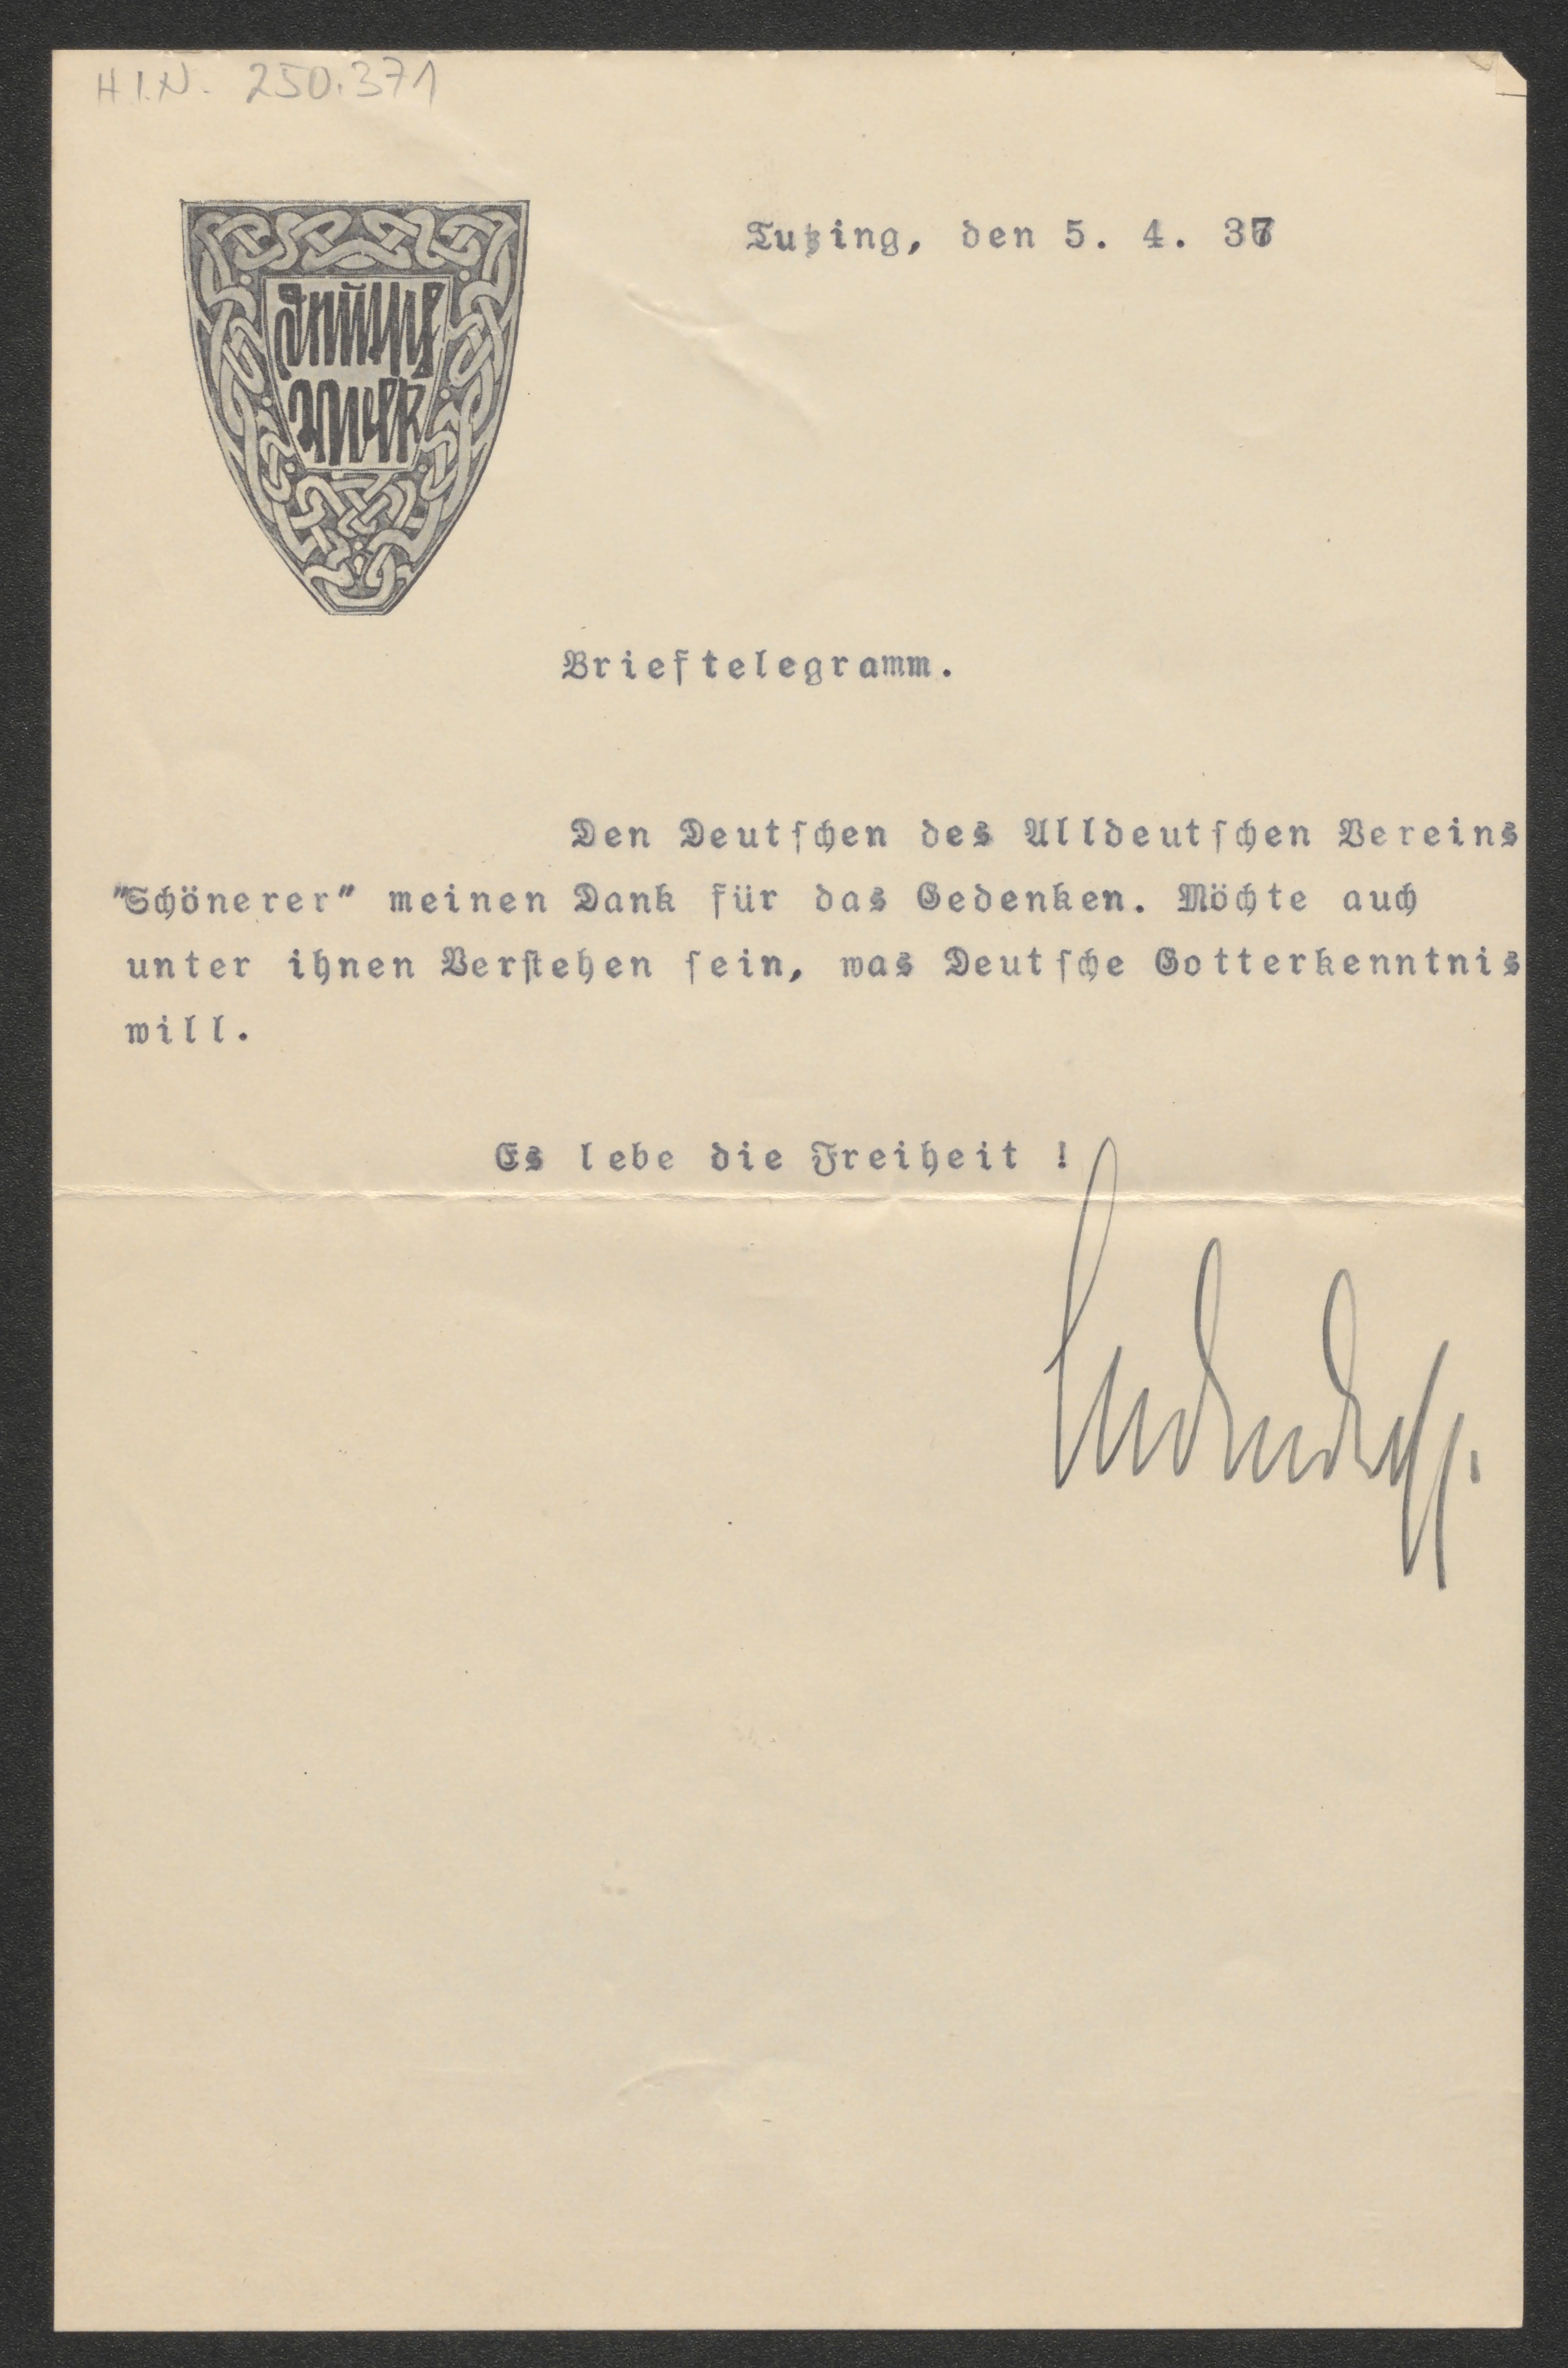 H.I.N. 250.371
Tutzing, den 5. 4. 37
Brieftelegramm.
Den Deutschen des Alldeutschen Vereins
"Schönerer" meinen Dank für das Gedenken. Möchte auch
unter ihnen Verstehen sein, was Deutsche Gotterkenntnis
will.
Es lebe die Freiheit !
Ludendorff.